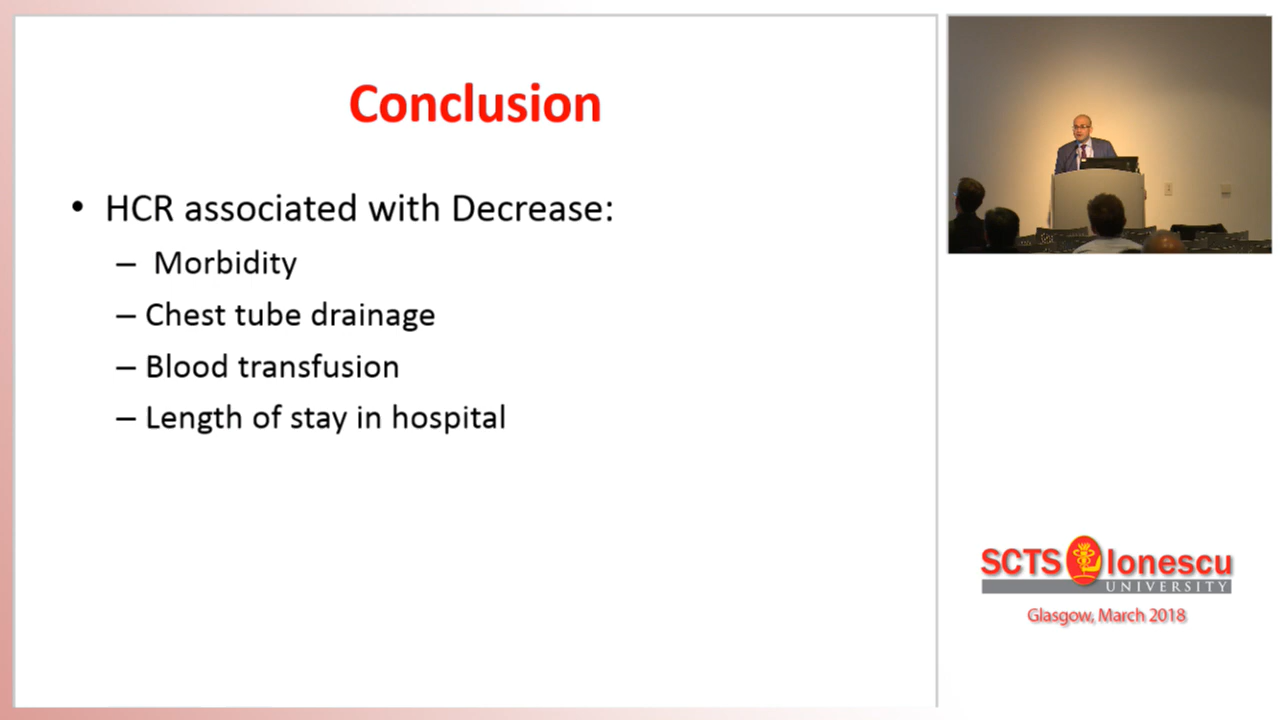 Conclusion
• HCR associated with Decrease:
– Morbidity
– Chest tube drainage
– Blood transfusion
– Length of stay in hospital
SCTS Ionescu
UNIVERSITY
Glasgow, March 2018